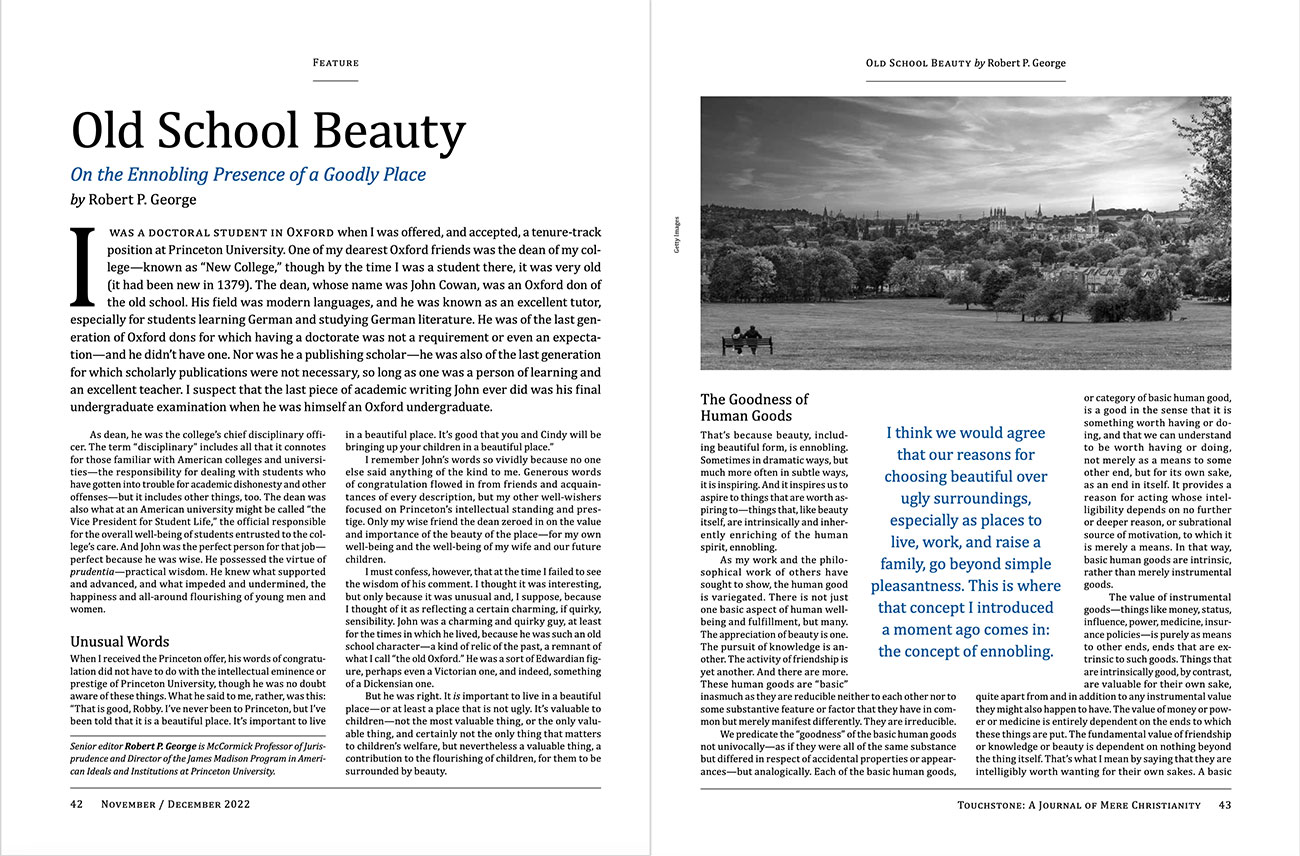 FEATURE
Old School Beauty
On the Ennobling Presence of a Goodly Place
by Robert P. George
I WAS A DOCTORAL STUDENT IN OXFORD when I was offered, and accepted, a tenure-track
position at Princeton University. One of my dearest Oxford friends was the dean of my col-
lege—known as “New College,” though by the time I was a student there, it was very old
(it had been new in 1379). The dean, whose name was John Cowan, was an Oxford don of
the old school. His field was modern languages, and he was known as an excellent tutor,
especially for students learning German and studying German literature. He was of the last gen-
eration of Oxford dons for which having a doctorate was not a requirement or even an expecta-
tion—and he didn’t have one. Nor was he a publishing scholar—he was also of the last generation
for which scholarly publications were not necessary, so long as one was a person of learning and
an excellent teacher. I suspect that the last piece of academic writing John ever did was his final
undergraduate examination when he was himself an Oxford undergraduate.
As dean, he was the college’s chief disciplinary offi-
cer. The term “disciplinary” includes all that it connotes
for those familiar with American colleges and universi-
ties—the responsibility for dealing with students who
have gotten into trouble for academic dishonesty and other
offenses—but it includes other things, too. The dean was
also what at an American university might be called “the
Vice President for Student Life,” the official responsible
for the overall well-being of students entrusted to the col-
lege’s care. And John was the perfect person for that job—
perfect because he was wise. He possessed the virtue of
prudentia—practical wisdom. He knew what supported
and advanced, and what impeded and undermined, the
happiness and all-around flourishing of young men and
women.
Unusual Words
When I received the Princeton offer, his words of congratu-
lation did not have to do with the intellectual eminence or
prestige of Princeton University, though he was no doubt
aware of these things. What he said to me, rather, was this:
“That is good, Robby. I’ve never been to Princeton, but I’ve
been told that it is a beautiful place. It’s important to live
Senior editor Robert P. George is McCormick Professor of Juris-
prudence and Director of the James Madison Program in Ameri-
can Ideals and Institutions at Princeton University.
in a beautiful place. It’s good that you and Cindy will be
bringing up your children in a beautiful place.”
I remember John’s words so vividly because no one
else said anything of the kind to me. Generous words
of congratulation flowed in from friends and acquain-
tances of every description, but my other well-wishers
focused on Princeton’s intellectual standing and pres-
tige. Only my wise friend the dean zeroed in on the value
and importance of the beauty of the place—for my own
well-being and the well-being of my wife and our future
children.
I must confess, however, that at the time I failed to see
the wisdom of his comment. I thought it was interesting,
but only because it was unusual and, I suppose, because
I thought of it as reflecting a certain charming, if quirky,
sensibility. John was a charming and quirky guy, at least
for the times in which he lived, because he was such an old
school character—a kind of relic of the past, a remnant of
what I call “the old Oxford.” He was a sort of Edwardian fig-
ure, perhaps even a Victorian one, and indeed, something
of a Dickensian one.
But he was right. It is important to live in a beautiful
place—or at least a place that is not ugly. It’s valuable to
children—not the most valuable thing, or the only valu-
able thing, and certainly not the only thing that matters
to children’s welfare, but nevertheless a valuable thing, a
contribution to the flourishing of children, for them to be
surrounded by beauty.
42 NOVEMBER / DECEMBER 2022
OLD SCHOOL BEAUTY by Robert P. George
Getty Images
The Goodness of
Human Goods
That’s because beauty, includ-
ing beautiful form, is ennobling.
Sometimes in dramatic ways, but
much more often in subtle ways,
it is inspiring. And it inspires us to
aspire to things that are worth as-
piring to—things that, like beauty
itself, are intrinsically and inher-
ently enriching of the human
spirit, ennobling.
As my work and the philo-
sophical work of others have
sought to show, the human good
is variegated. There is not just
one basic aspect of human well-
being and fulfillment, but many.
The appreciation of beauty is one.
The pursuit of knowledge is an-
other. The activity of friendship is
yet another. And there are more.
These human goods are “basic”
inasmuch as they are reducible neither to each other nor to
some substantive feature or factor that they have in com-
mon but merely manifest differently. They are irreducible.
We predicate the “goodness” of the basic human goods
not univocally—as if they were all of the same substance
but differed in respect of accidental properties or appear-
ances—but analogically. Each of the basic human goods,
I think we would agree
that our reasons for
choosing beautiful over
ugly surroundings,
especially as places to
live, work, and raise a
family, go beyond simple
pleasantness. This is where
that concept I introduced
a moment ago comes in:
the concept of ennobling.
or category of basic human good,
is a good in the sense that it is
something worth having or do-
ing, and that we can understand
to be worth having or doing,
not merely as a means to some
other end, but for its own sake,
as an end in itself. It provides a
reason for acting whose intel-
ligibility depends on no further
or deeper reason, or subrational
source of motivation, to which it
is merely a means. In that way,
basic human goods are intrinsic,
rather than merely instrumental
goods.
The value of instrumental
goods—things like money, status,
influence, power, medicine, insur-
ance policies—is purely as means
to other ends, ends that are ex-
trinsic to such goods. Things that
are intrinsically good, by contrast,
are valuable for their own sake,
quite apart from and in addition to any instrumental value
they might also happen to have. The value of money or pow-
er or medicine is entirely dependent on the ends to which
these things are put. The fundamental value of friendship
or knowledge or beauty is dependent on nothing beyond
the thing itself. That’s what I mean by saying that they are
intelligibly worth wanting for their own sakes. A basic
TOUCHSTONE: A JOURNAL OF MERE CHRISTIANITY 43